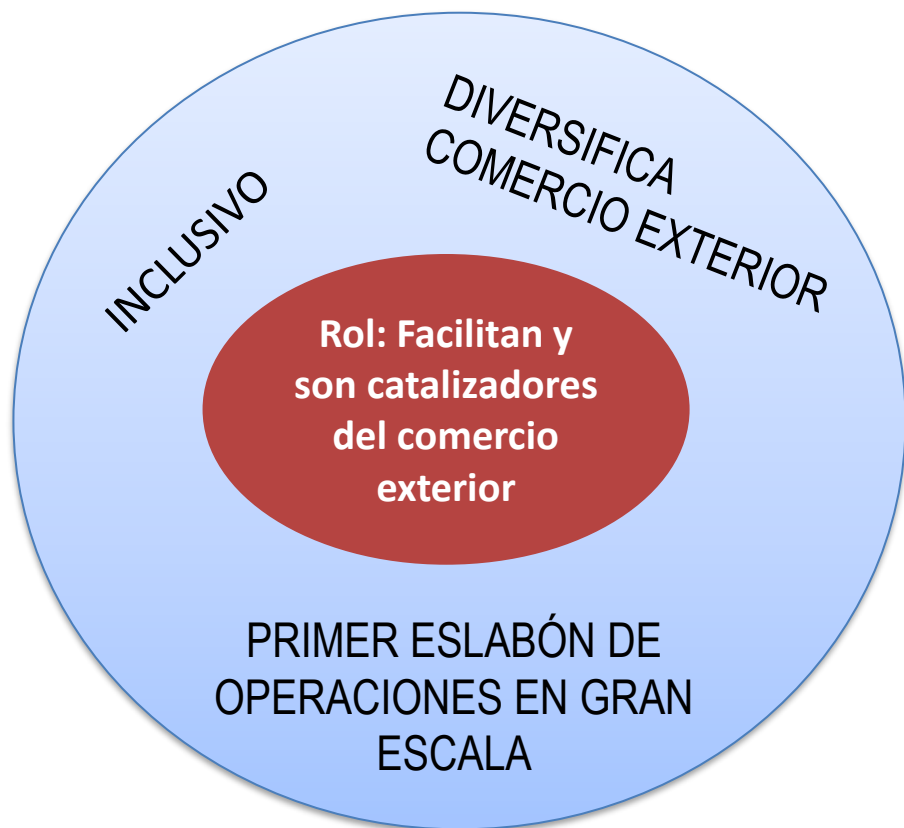 INCLUSIVO
DIVERSIFICA
COMERCIO EXTERIOR
Rol: Facilitan y
son catalizadores
del comercio
exterior
PRIMER ESLABÓN DE
OPERACIONES EN GRAN
ESCALA